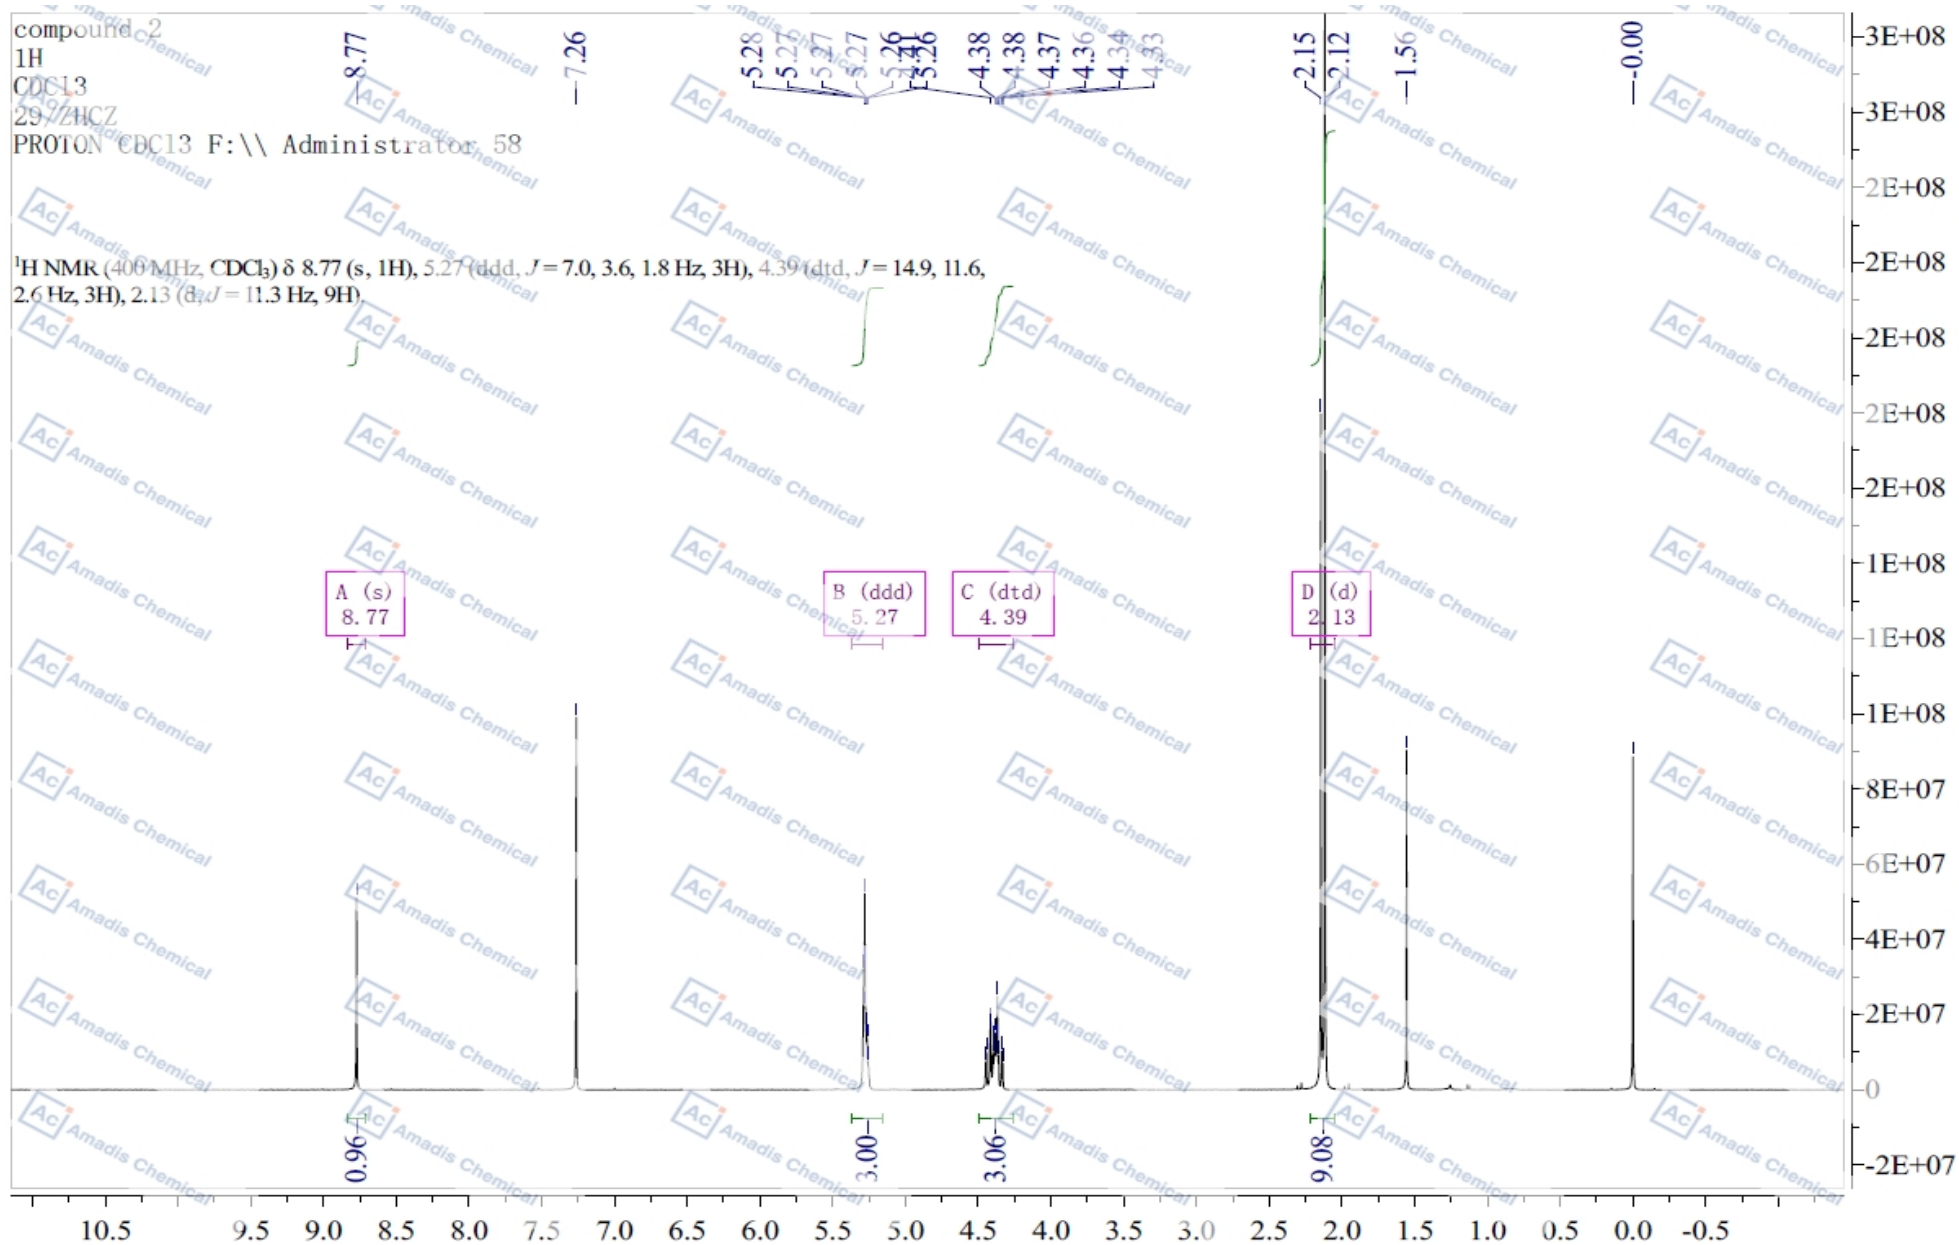 compound 2
1H
CDCl3
29/ZHCZ
PROTON CDCl3 F:\\ Administrator 58
8.77
7.26
5.28
5.27
5.27
5.27
5.26
4.41
5.26
4.38
4.38
4.37
4.36
4.34
4.33
2.15
2.12
1.56
-0.00
¹H NMR (400 MHz, CDCl₃) δ 8.77 (s, 1H), 5.27 (ddd, J = 7.0, 3.6, 1.8 Hz, 3H), 4.39 (dtd, J = 14.9, 11.6,
2.6 Hz, 3H), 2.13 (d, J = 11.3 Hz, 9H).
A (s)
8.77
B (ddd)
5.27
C (dtd)
4.39
D (d)
2.13
3E+08
3E+08
2E+08
2E+08
2E+08
2E+08
2E+08
1E+08
1E+08
1E+08
8E+07
6E+07
4E+07
2E+07
0
-2E+07
0.96
3.00
3.06
9.08
10.5 9.5 9.0 8.5 8.0 7.5 7.0 6.5 6.0 5.5 5.0 4.5 4.0 3.5 3.0 2.5 2.0 1.5 1.0 0.5 0.0 -0.5
Aci Amadis Chemical